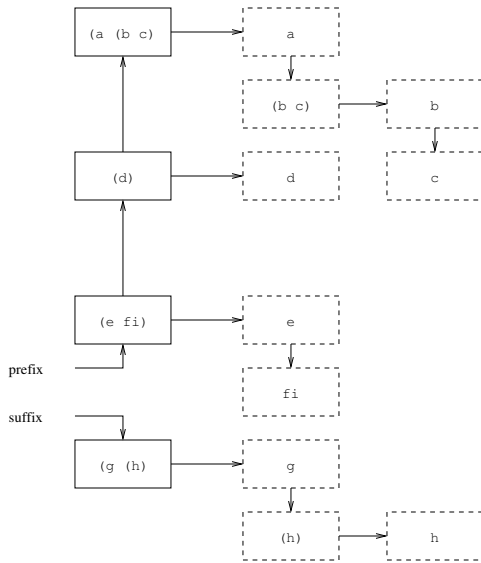 (a (b c)
a
(b c)
b
(d)
d
c
(e fi)
e
prefix
fi
suffix
(g (h)
g
(h)
h